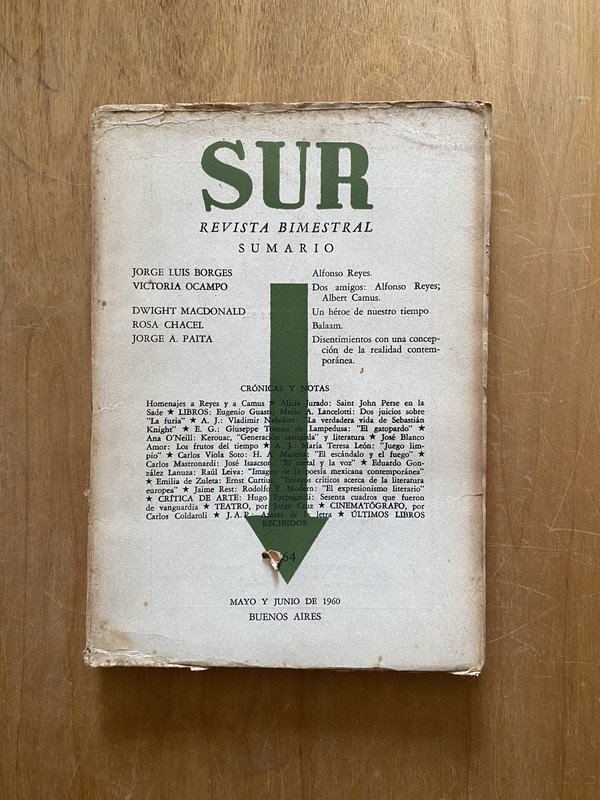 SUR
REVISTA BIMESTRAL
SUMARIO
JORGE LUIS BORGES Alfonso Reyes.
VICTORIA OCAMPO Dos amigos: Alfonso Reyes;
Albert Camus.
DWIGHT MACDONALD Un héroe de nuestro tiempo
ROSA CHACEL Balaam.
JORGE A. PAITA Disentimientos con una concep-
ción de la realidad contem-
poránea.
CRÓNICAS Y NOTAS
Homenajes a Reyes y a Camus ★ Alicia Jurado: Saint John Perse en la
Sade ★ LIBROS: Eugenio Guasta, Mario A. Lancelotti: Dos juicios sobre
"La furia" ★ A. J.: Vladimir Nabokov: "La verdadera vida de Sebastián
Knight" ★ E. G.: Giuseppe Tomasi de Lampedusa: "El gatopardo" ★
Ana O'Neill: Kerouac, "Generación castigada" y literatura ★ José Blanco
Amor: Los frutos del tiempo ★ A. J. María Teresa León: "Juego lim-
pio" ★ Carlos Viola Soto: H. A. Murena: "El escándalo y el fuego" ★
Carlos Mastronardi: José Isaacson: "El metal y la voz" ★ Eduardo Gon-
zález Lanuza: Raúl Leiva: "Imagen de la poesía mexicana contemporánea"
★ Emilia de Zuleta: Ernst Curtius: "Ensayos críticos acerca de la literatura
europea" ★ Jaime Rest: Rodolfo E. Modern: "El expresionismo literario"
★ CRÍTICA DE ARTE: Hugo Parpagnoli: Sesenta cuadros que fueron
de vanguardia ★ TEATRO, por Jorge Cruz ★ CINEMATÓGRAFO, por
Carlos Coldaroli ★ J. A. P.: Azares de la letra ★ ÚLTIMOS LIBROS
RECIBIDOS
64
MAYO Y JUNIO DE 1960
BUENOS AIRES